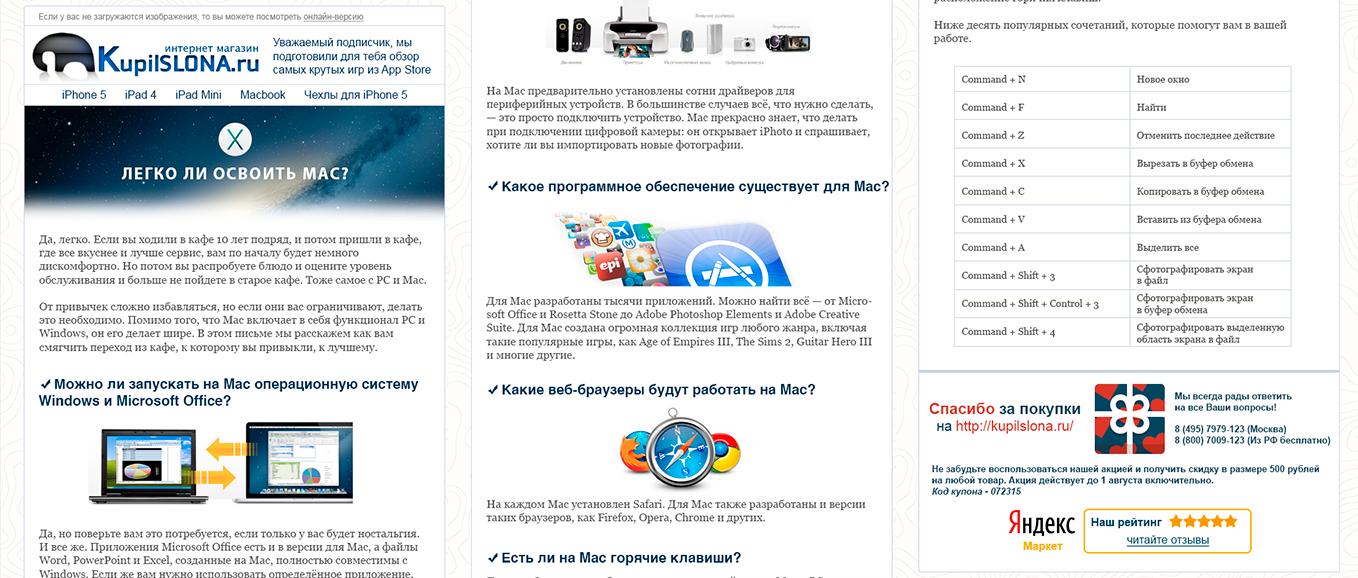 Если у вас не загружаются изображения, то вы можете посмотреть онлайн-версию
интернет магазин
KupilSLONA.ru
Уважаемый подписчик, мы
подготовили для тебя обзор
самых крутых игр из App Store
iPhone 5 iPad 4 iPad Mini Macbook Чехлы для iPhone 5
X
ЛЕГКО ЛИ ОСВОИТЬ MAC?
Да, легко. Если вы ходили в кафе 10 лет подряд, и потом пришли в кафе,
где все вкуснее и лучше сервис, вам по началу будет немного
дискомфортно. Но потом вы распробуете блюдо и оцените уровень
обслуживания и больше не пойдете в старое кафе. Тоже самое с PC и Mac.
От привычек сложно избавляться, но если они вас ограничивают, делать
это необходимо. Помимо того, что Mac включает в себя функционал PC и
Windows, он его делает шире. В этом письме мы расскажем как вам
смягчить переход из кафе, к которому вы привыкли, к лучшему.
Можно ли запускать на Mac операционную систему
Windows и Microsoft Office?
Да, но поверьте вам это потребуется, если только у вас будет ностальгия.
И все же. Приложения Microsoft Office есть и в версии для Mac, а файлы
Word, PowerPoint и Excel, созданные на Mac, полностью совместимы с
Windows. Если же вам нужно использовать определённое приложение,
Внешние драйвера
Динамики
Принтеры
Цифровые камеры
На Mac предварительно установлены сотни драйверов для
периферийных устройств. В большинстве случаев всё, что нужно сделать,
— это просто подключить устройство. Mac прекрасно знает, что делать
при подключении цифровой камеры: он открывает iPhoto и спрашивает,
хотите ли вы импортировать новые фотографии.
Какое программное обеспечение существует для Mac?
epi
Для Mac разработаны тысячи приложений. Можно найти всё — от Micro-
soft Office и Rosetta Stone до Adobe Photoshop Elements и Adobe Creative
Suite. Для Mac создана огромная коллекция игр любого жанра, включая
такие популярные игры, как Age of Empires III, The Sims 2, Guitar Hero III
и многие другие.
Какие веб-браузеры будут работать на Mac?
На каждом Mac установлен Safari. Для Mac также разработаны и версии
таких браузеров, как Firefox, Opera, Chrome и других.
Есть ли на Mac горячие клавиши?
Ниже десять популярных сочетаний, которые помогут вам в вашей
работе.
Command + N Новое окно
Command + F Найти
Command + Z Отменить последнее действие
Command + X Вырезать в буфер обмена
Command + C Копировать в буфер обмена
Command + V Вставить из буфера обмена
Command + A Выделить все
Command + Shift + 3 Сфотографировать экран
в файл
Command + Shift + Control + 3 Сфотографировать экран
в буфер обмена
Command + Shift + 4 Сфотографировать выделенную
область экрана в файл
Спасибо за покупки
на http://kupilslona.ru/
Мы всегда рады ответить
на все Ваши вопросы!
8 (495) 7979-123 (Москва)
8 (800) 7009-123 (Из РФ бесплатно)
Не забудьте воспользоваться нашей акцией и получить скидку в размере 500 рублей
на любой товар. Акция действует до 1 августа включительно.
Код купона - 072315
Яндекс
Маркет
Наш рейтинг
читайте отзывы